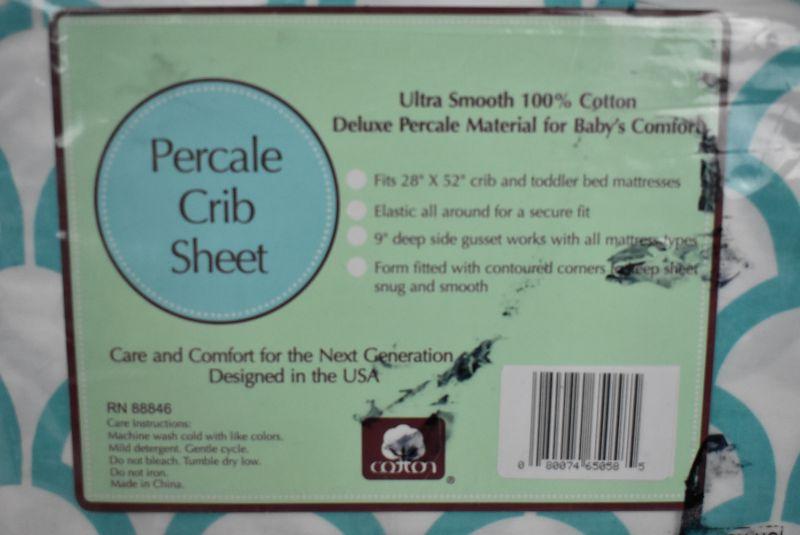 Percale
Crib
Sheet
Ultra Smooth 100% Cotton
Deluxe Percale Material for Baby's Comfort
Fits 28" X 52" crib and toddler bed mattresses
Elastic all around for a secure fit
9" deep side gusset works with all mattress types
Form fitted with contoured corners to keep sheet
snug and smooth
Care and Comfort for the Next Generation
Designed in the USA
RN 88846
Care Instructions:
Machine wash cold with like colors.
Mild detergent. Gentle cycle.
Do not bleach. Tumble dry low.
Do not iron.
Made in China.
cotton ®
0 80074 65058 5